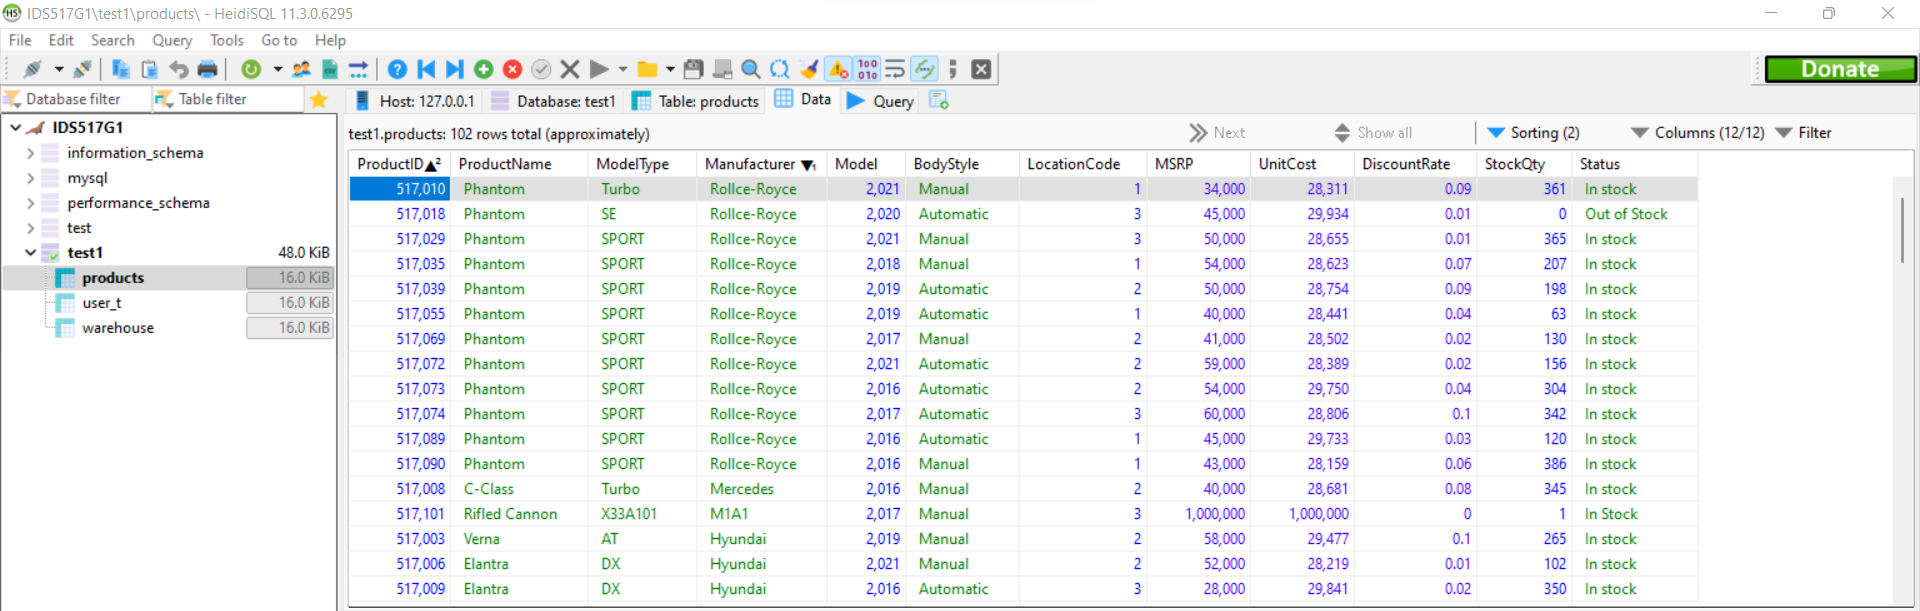 IDS517G1\test1\products\ - HeidiSQL 11.3.0.6295
File Edit Search Query Tools Go to Help
Donate
Database filter Table filter Host: 127.0.0.1 Database: test1 Table: products Data Query
IDS517G1
information_schema
mysql
performance_schema
test
test1 48.0 KiB
products 16.0 KiB
user_t 16.0 KiB
warehouse 16.0 KiB
test1.products: 102 rows total (approximately) Next Show all Sorting (2) Columns (12/12) Filter
ProductID 2 ProductName ModelType Manufacturer 1 Model BodyStyle LocationCode MSRP UnitCost DiscountRate StockQty Status
517,010 Phantom Turbo Rollce-Royce 2,021 Manual 1 34,000 28,311 0.09 361 In stock
517,018 Phantom SE Rollce-Royce 2,020 Automatic 3 45,000 29,934 0.01 0 Out of Stock
517,029 Phantom SPORT Rollce-Royce 2,021 Manual 3 50,000 28,655 0.01 365 In stock
517,035 Phantom SPORT Rollce-Royce 2,018 Manual 1 54,000 28,623 0.07 207 In stock
517,039 Phantom SPORT Rollce-Royce 2,019 Automatic 2 50,000 28,754 0.09 198 In stock
517,055 Phantom SPORT Rollce-Royce 2,019 Automatic 1 40,000 28,441 0.04 63 In stock
517,069 Phantom SPORT Rollce-Royce 2,017 Manual 2 41,000 28,502 0.02 130 In stock
517,072 Phantom SPORT Rollce-Royce 2,021 Automatic 2 59,000 28,389 0.02 156 In stock
517,073 Phantom SPORT Rollce-Royce 2,016 Automatic 2 54,000 29,750 0.04 304 In stock
517,074 Phantom SPORT Rollce-Royce 2,017 Automatic 3 60,000 28,806 0.1 342 In stock
517,089 Phantom SPORT Rollce-Royce 2,016 Automatic 1 45,000 29,733 0.03 120 In stock
517,090 Phantom SPORT Rollce-Royce 2,016 Manual 1 43,000 28,159 0.06 386 In stock
517,008 C-Class Turbo Mercedes 2,016 Manual 2 40,000 28,681 0.08 345 In stock
517,101 Rifled Cannon X33A101 M1A1 2,017 Manual 3 1,000,000 1,000,000 0 1 In Stock
517,003 Verna AT Hyundai 2,019 Manual 2 58,000 29,477 0.1 265 In stock
517,006 Elantra DX Hyundai 2,021 Manual 2 52,000 28,219 0.01 102 In stock
517,009 Elantra DX Hyundai 2,016 Automatic 3 28,000 29,841 0.02 350 In stock